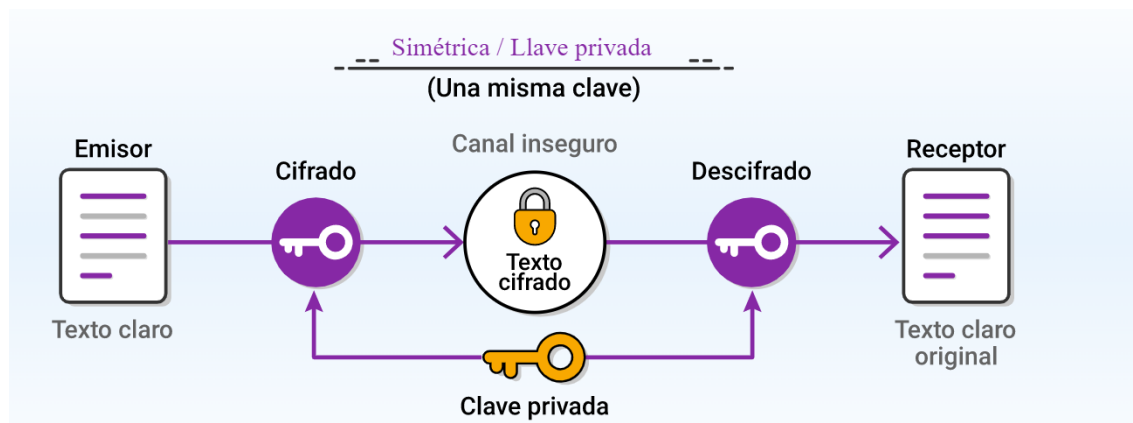 Simétrica / Llave privada
(Una misma clave)
Emisor
Cifrado
Canal inseguro
Descifrado
Receptor
Texto
cifrado
Texto claro
Texto claro
original
Clave privada